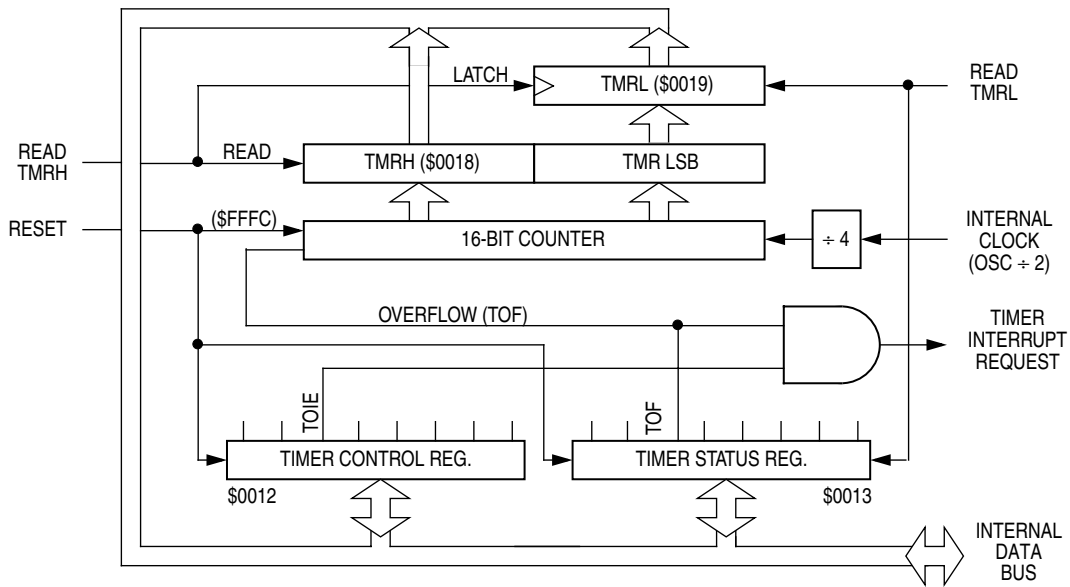 LATCH
TMRL ($0019)
READ
TMRL
READ
TMRH
READ
TMRH ($0018)
TMR LSB
RESET
($FFFC)
16-BIT COUNTER
÷ 4
INTERNAL
CLOCK
(OSC ÷ 2)
OVERFLOW (TOF)
TIMER
INTERRUPT
REQUEST
TOIE
TOF
TIMER CONTROL REG.
TIMER STATUS REG.
$0012
$0013
INTERNAL
DATA
BUS